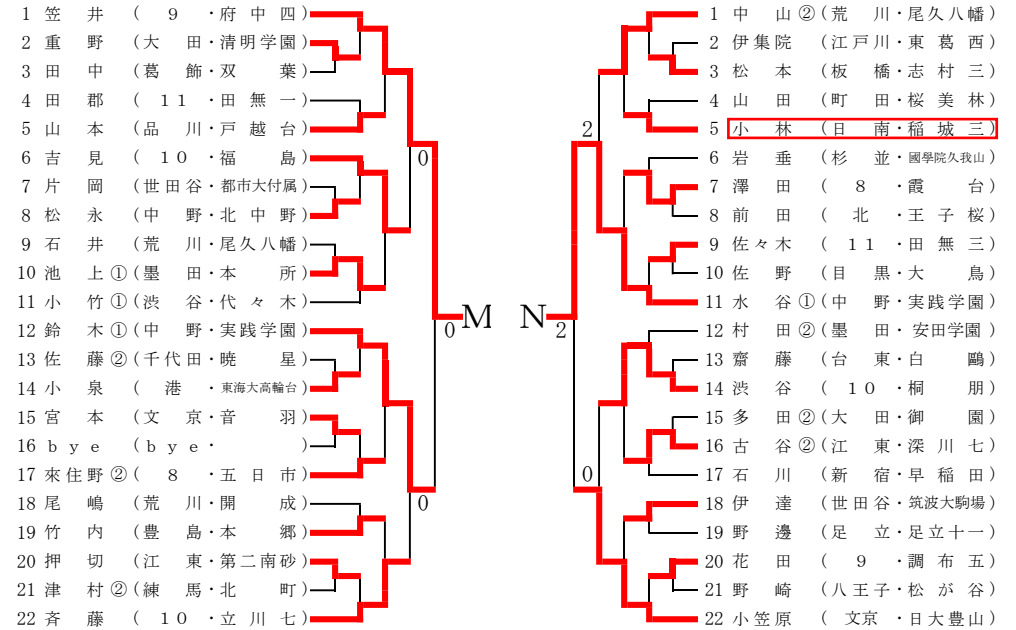 1 笠井 (9・府中四)
2 重野 (大田・清明学園)
3 田中 (葛飾・双葉)
4 田郡 (11・田無一)
5 山本 (品川・戸越台)
6 吉見 (10・福島)
7 片岡 (世田谷・都市大付属)
8 松永 (中野・北中野)
9 石井 (荒川・尾久八幡)
10 池上① (墨田・本所)
11 小竹① (渋谷・代々木)
12 鈴木① (中野・実践学園)
13 佐藤② (千代田・暁星)
14 小泉 (港・東海大高輪台)
15 宮本 (文京・音羽)
16 bye (bye・)
17 來住野② (8・五日市)
18 尾嶋 (荒川・開成)
19 竹内 (豊島・本郷)
20 押切 (江東・第二南砂)
21 津村② (練馬・北町)
22 斉藤 (10・立川七)
0
0 M
0
1 中山② (荒川・尾久八幡)
2 伊集院 (江戸川・東葛西)
3 松本 (板橋・志村三)
4 山田 (町田・桜美林)
5 小林 (日南・稲城三)
6 岩垂 (杉並・國學院久我山)
7 澤田 (8・霞台)
8 前田 (北・王子桜)
9 佐々木 (11・田無三)
10 佐野 (目黒・大鳥)
11 水谷① (中野・実践学園)
12 村田② (墨田・安田学園)
13 齋藤 (台東・白鷗)
14 渋谷 (10・桐朋)
15 多田② (大田・御園)
16 古谷② (江東・深川七)
17 石川 (新宿・早稲田)
18 伊達 (世田谷・筑波大駒場)
19 野邊 (足立・足立十一)
20 花田 (9・調布五)
21 野崎 (八王子・松が谷)
22 小笠原 (文京・日大豊山)
2
N 2
0